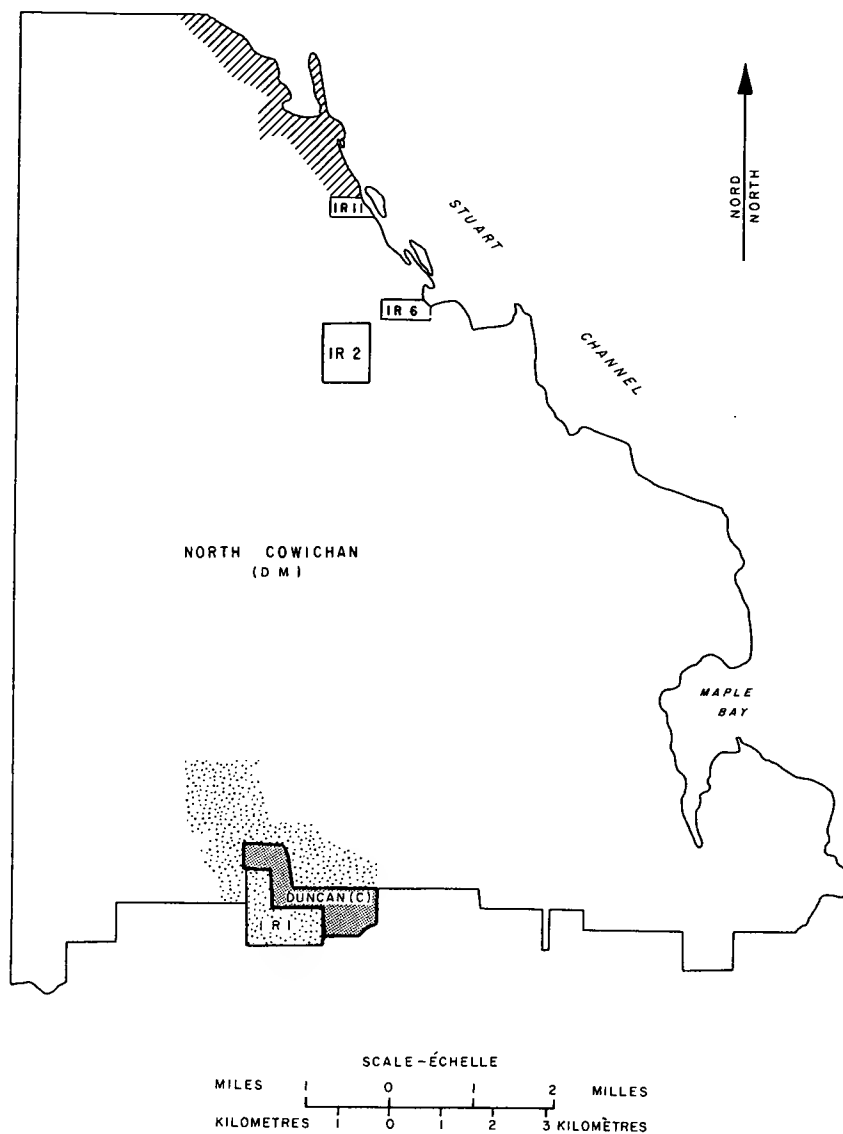 NORD
NORTH
STUART
IR 11
IR 6
IR 2
CHANNEL
NORTH COWICHAN
(D M)
MAPLE
BAY
DUNCAN (C)
I R I
SCALE-ÉCHELLE
MILES 1 0 1 2 MILLES
KILOMETRES 1 0 1 2 3 KILOMÈTRES